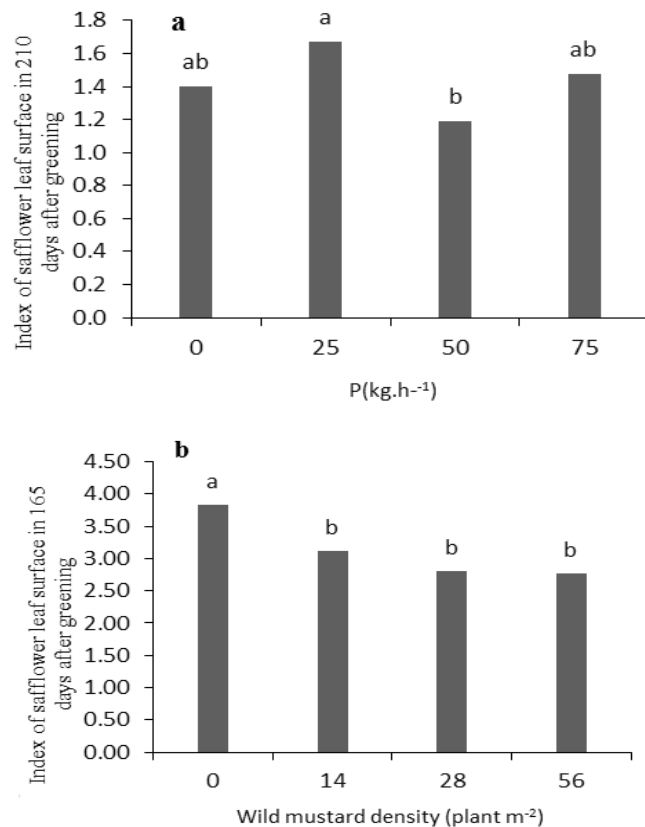 a
1.8
1.6
1.4
1.2
1.0
0.8
0.6
0.4
0.2
0.0
Index of safflower leaf surface in 210
days after greening
ab
a
b
ab
0 25 50 75
P(kg.h-⁻¹)
b
4.50
4.00
3.50
3.00
2.50
2.00
1.50
1.00
0.50
0.00
Index of safflower leaf surface in 165
days after greening
a
b
b
b
0 14 28 56
Wild mustard density (plant m⁻²)